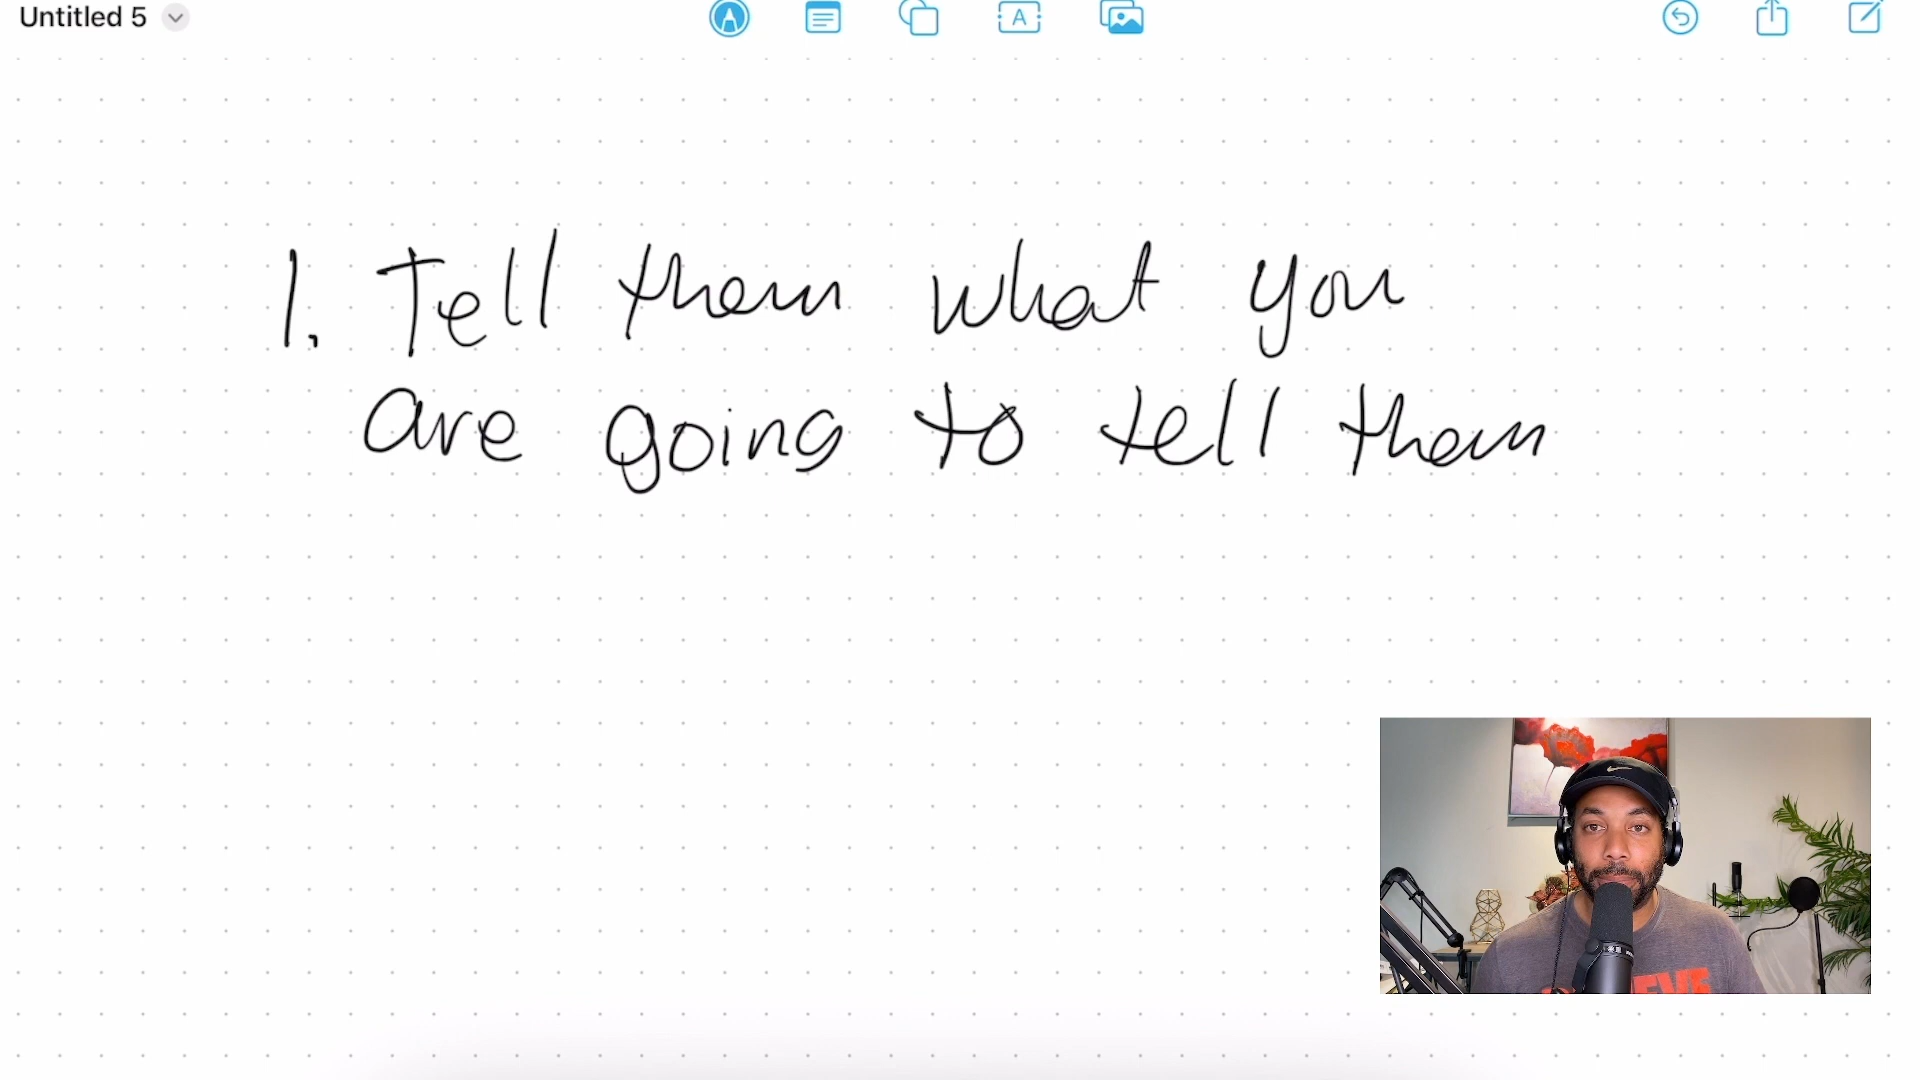 Untitled 5
A
1. Tell them what you
are going to tell them